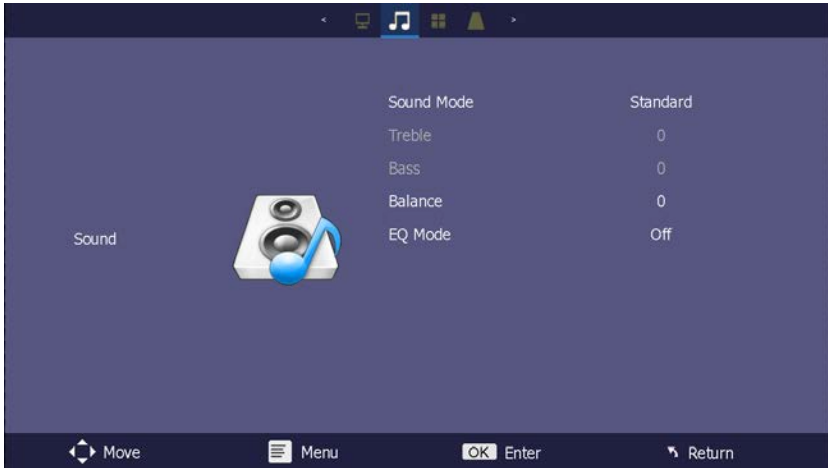 Sound Mode Standard
Treble 0
Bass 0
Balance 0
Sound
EQ Mode Off
Move Menu OK Enter Return